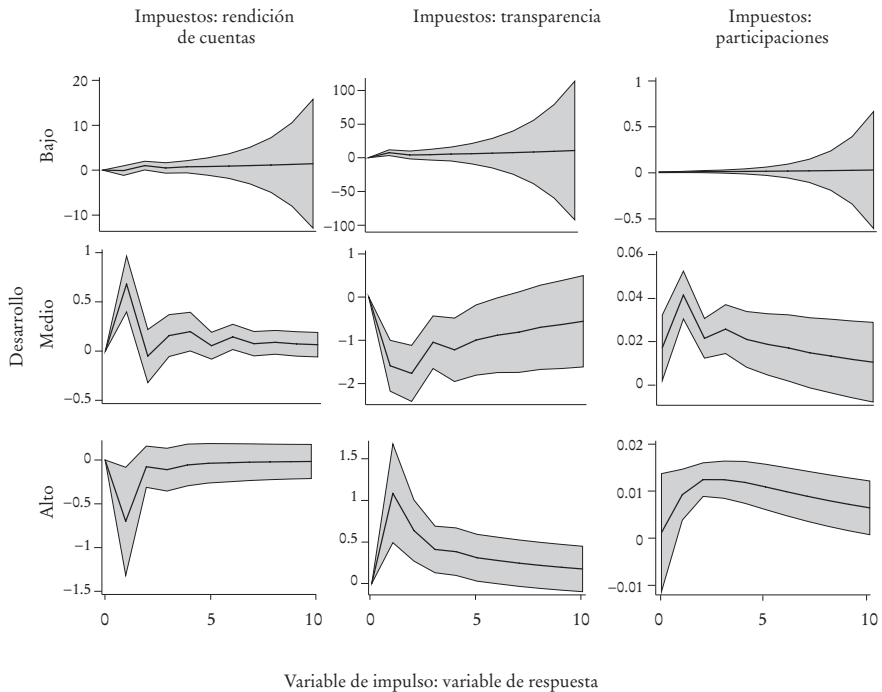 Impuestos: rendición
de cuentas
Impuestos: transparencia
Impuestos:
participaciones
Desarrollo
Bajo
20
10
0
−10
100
50
0
−50
−100
1
0.5
0
−0.5
Medio
1
0.5
0
−0.5
1
0
−1
−2
0.06
0.04
0.02
0
Alto
0
−0.5
−1
−1.5
1.5
1
0.5
0
0.02
0.01
0
−0.01
0 5 10
0 5 10
0 5 10
Variable de impulso: variable de respuesta